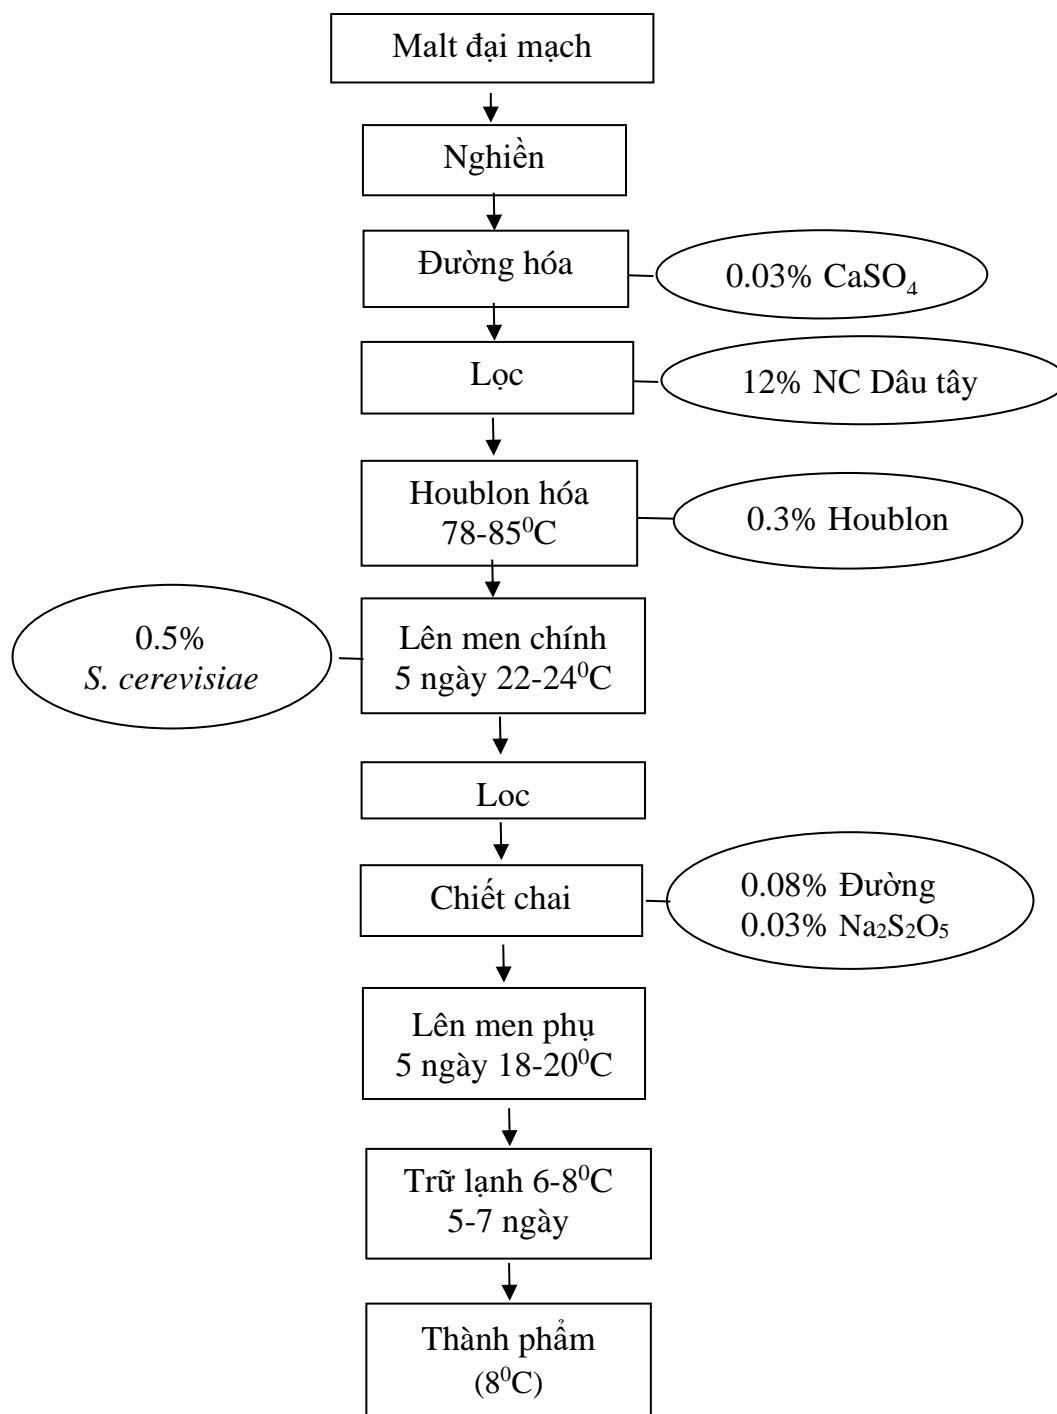 Malt đại mạch
Nghiền
Đường hóa
0.03% CaSO₄
Lọc
12% NC Dâu tây
Houblon hóa
78-85⁰C
0.3% Houblon
0.5%
S. cerevisiae
Lên men chính
5 ngày 22-24⁰C
Loc
Chiết chai
0.08% Đường
0.03% Na₂S₂O₅
Lên men phụ
5 ngày 18-20⁰C
Trữ lạnh 6-8⁰C
5-7 ngày
Thành phẩm
(8⁰C)